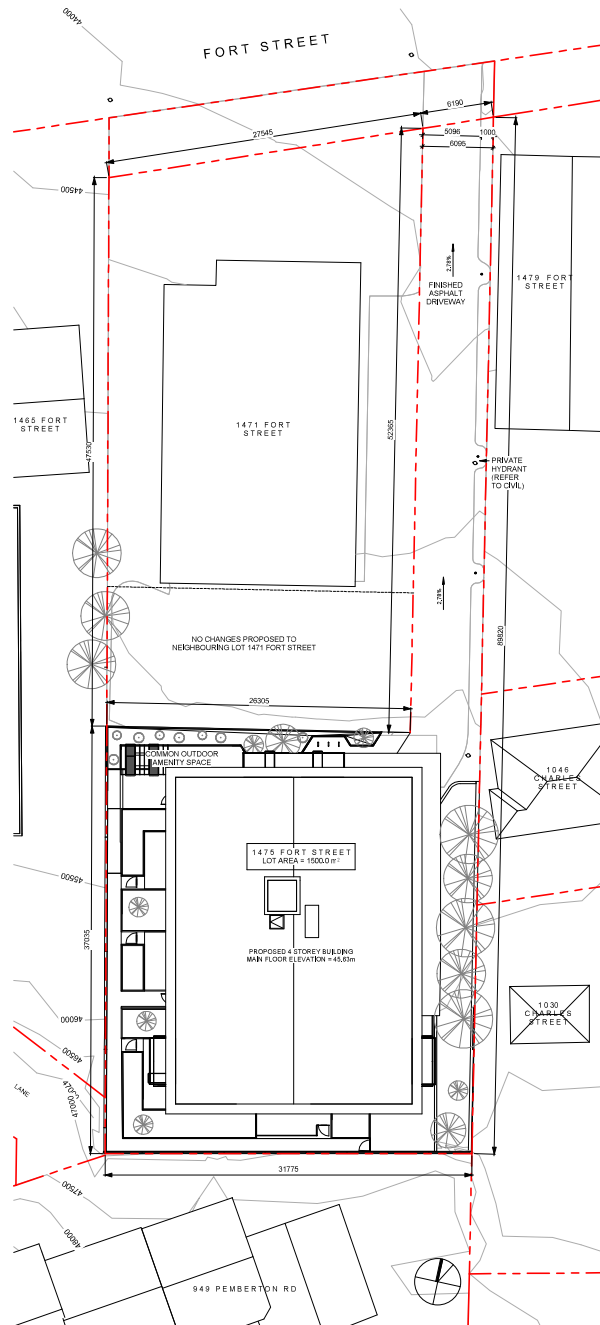 44000
FORT STREET
6190
27545
5096
1000
6095
44500
2.78%
FINISHED
ASPHALT
DRIVEWAY
1479 FORT
STREET
1465 FORT
STREET
1471 FORT
STREET
47530
52365
PRIVATE
HYDRANT
(REFER
TO CIVIL)
2.78%
89820
NO CHANGES PROPOSED TO
NEIGHBOURING LOT 1471 FORT STREET
26305
COMMON OUTDOOR
AMENITY SPACE
1046
CHARLES
STREET
1475 FORT STREET
LOT AREA = 1500.0 m²
45500
37035
PROPOSED 4 STOREY BUILDING
MAIN FLOOR ELEVATION = 45.63m
1030
CHARLES
STREET
46000
46500
LANE
47000
31775
47500
48000
949 PEMBERTON RD